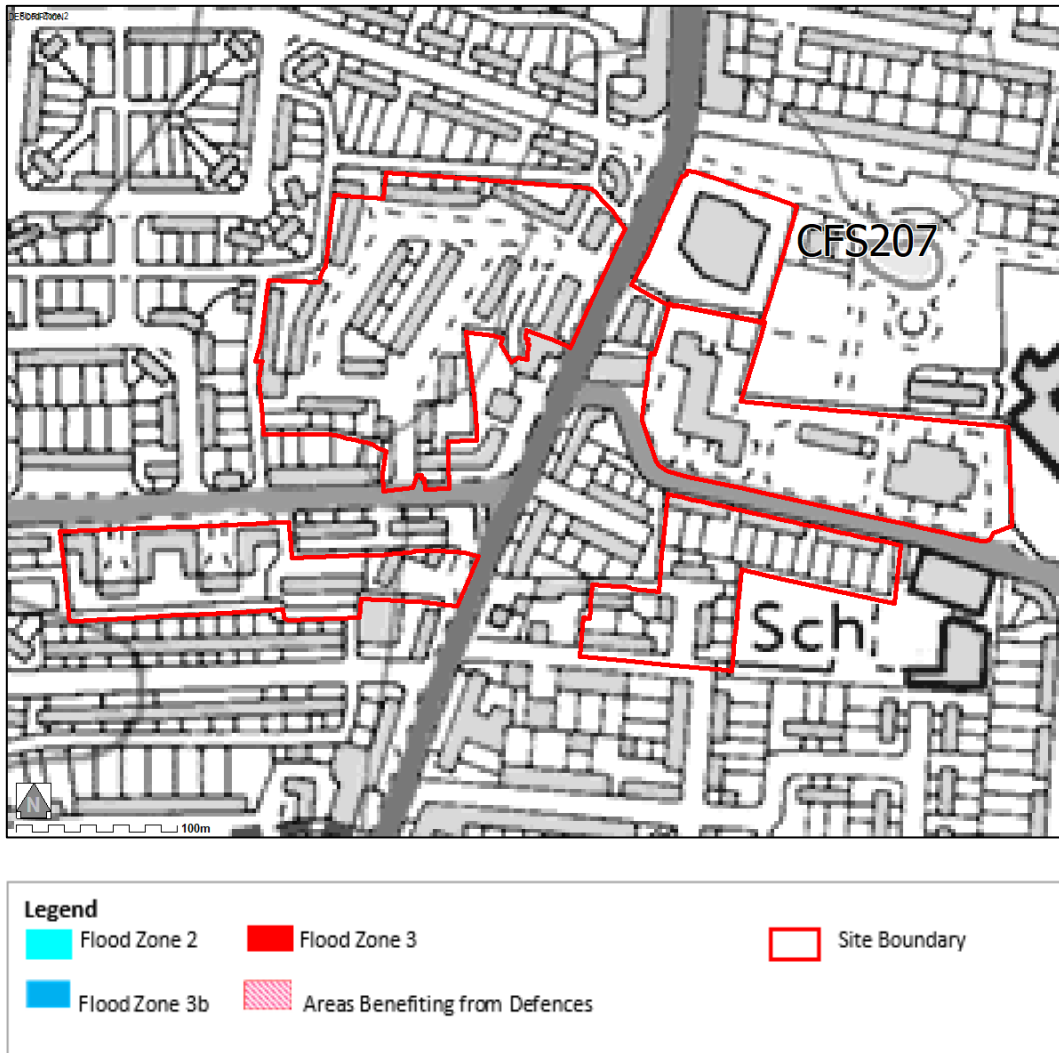 CFS207
Sch
N
100m
Legend
Flood Zone 2
Flood Zone 3
Site Boundary
Flood Zone 3b
Areas Benefiting from Defences